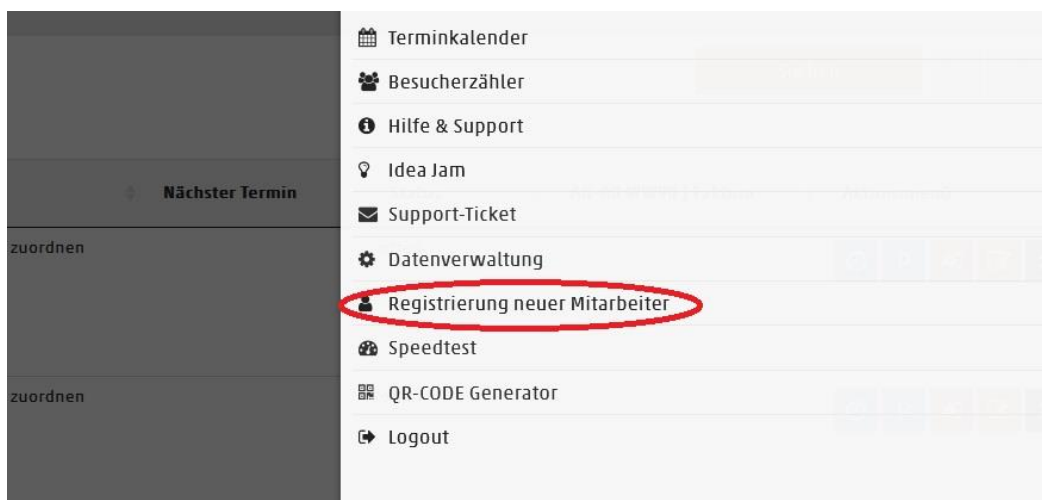 Terminkalender
Besucherzähler
Hilfe & Support
Idea Jam
Nächster Termin
Support-Ticket
zuordnen
Datenverwaltung
Registrierung neuer Mitarbeiter
Speedtest
zuordnen
QR-CODE Generator
Logout